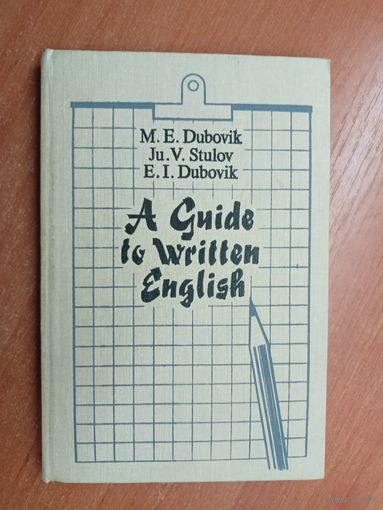 M. E. Dubovik
Ju. V. Stulov
E. I. Dubovik
A Guide
to Written
English